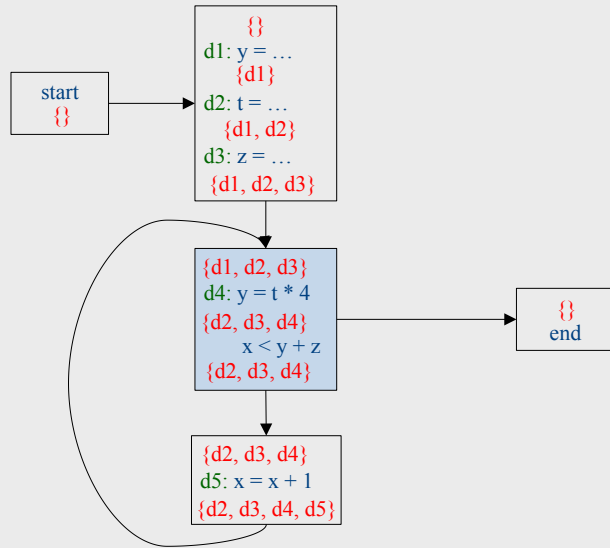 start
{}
{}
d1: y = …
{d1}
d2: t = …
{d1, d2}
d3: z = …
{d1, d2, d3}
{d1, d2, d3}
d4: y = t * 4
{d2, d3, d4}
x < y + z
{d2, d3, d4}
{}
end
{d2, d3, d4}
d5: x = x + 1
{d2, d3, d4, d5}